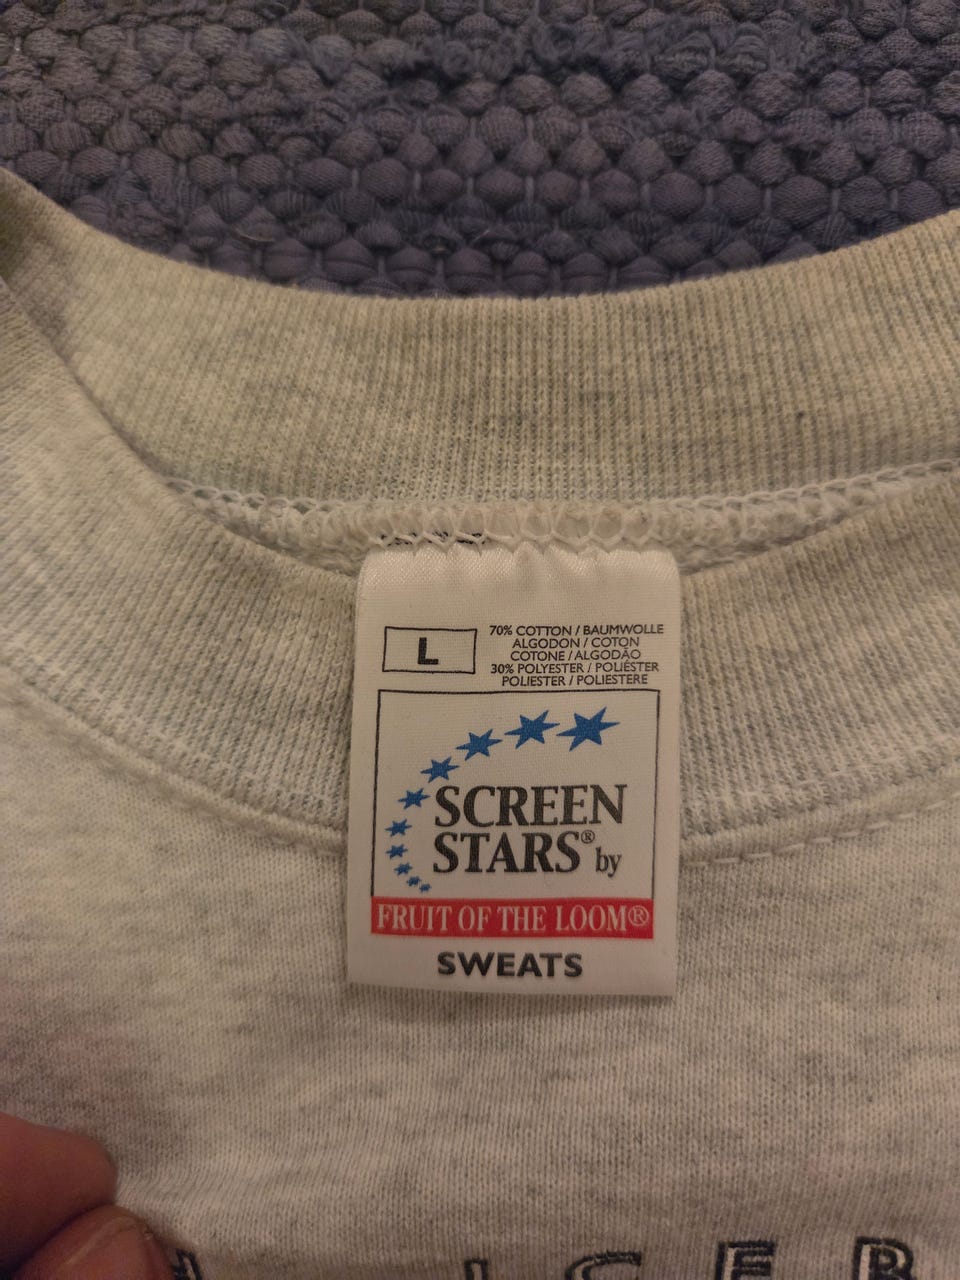 L
70% COTTON / BAUMWOLLE
ALGODON / COTON
COTONE / ALGODÃO
30% POLYESTER / POLIÉSTER
POLIESTER / POLIESTERE
SCREEN
STARS® by
FRUIT OF THE LOOM®
SWEATS